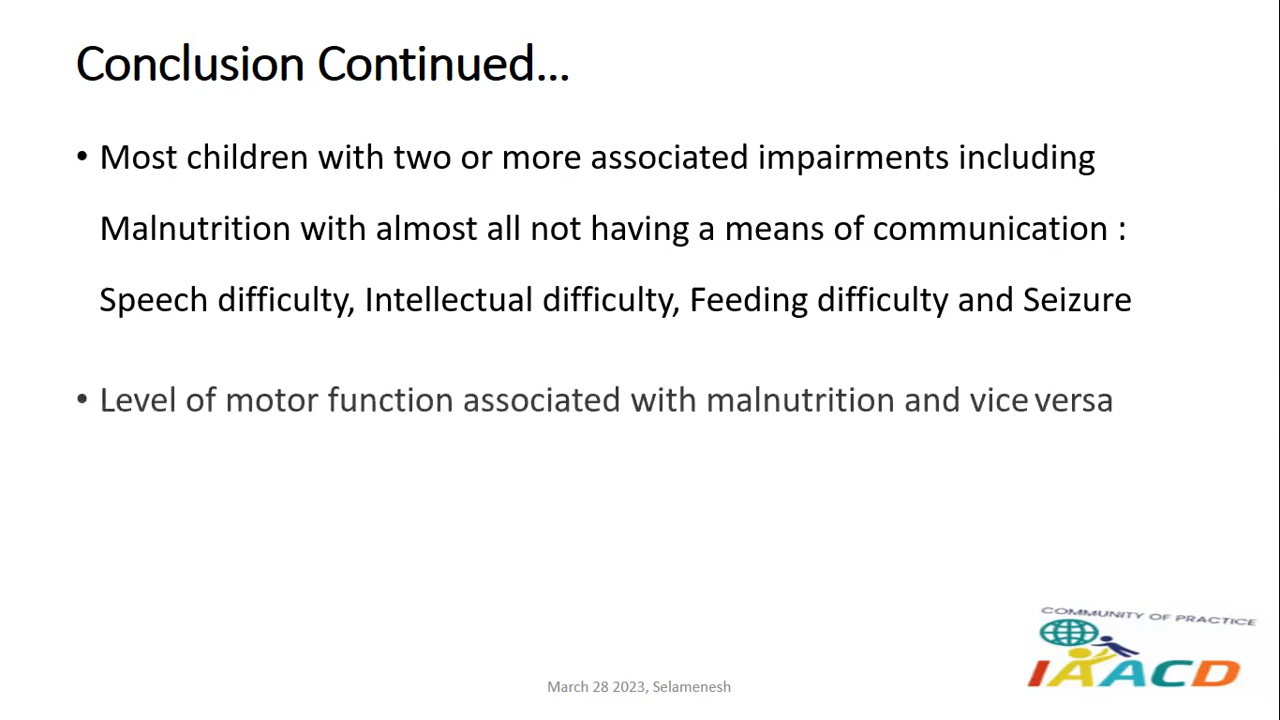 Conclusion Continued...
• Most children with two or more associated impairments including
Malnutrition with almost all not having a means of communication :
Speech difficulty, Intellectual difficulty, Feeding difficulty and Seizure
• Level of motor function associated with malnutrition and vice versa
COMMUNITY OF PRACTICE
IAACD
March 28 2023, Selamenesh